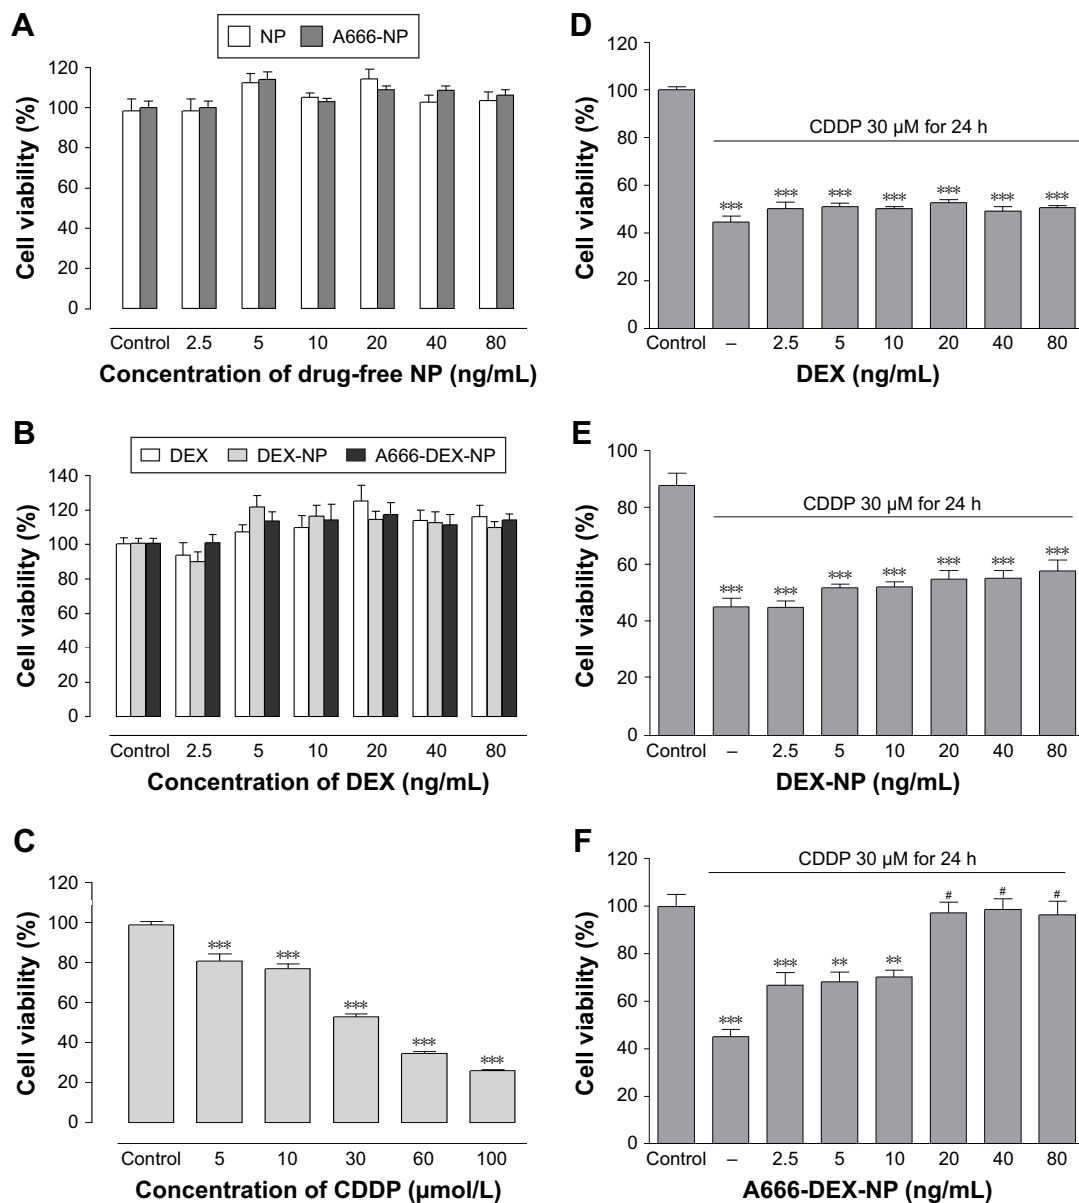 A
NP A666-NP
Cell viability (%)
120
100
80
60
40
20
0
Control 2.5 5 10 20 40 80
Concentration of drug-free NP (ng/mL)
B
DEX DEX-NP A666-DEX-NP
Cell viability (%)
140
120
100
80
60
40
20
0
Control 2.5 5 10 20 40 80
Concentration of DEX (ng/mL)
C
Cell viability (%)
120
100
80
60
40
20
0
*** *** *** *** ***
Control 5 10 30 60 100
Concentration of CDDP (µmol/L)
D
Cell viability (%)
120
100
80
60
40
20
0
CDDP 30 µM for 24 h
*** *** *** *** *** *** ***
Control – 2.5 5 10 20 40 80
DEX (ng/mL)
E
Cell viability (%)
100
80
60
40
20
0
CDDP 30 µM for 24 h
*** *** *** *** *** *** ***
Control – 2.5 5 10 20 40 80
DEX-NP (ng/mL)
F
Cell viability (%)
120
100
80
60
40
20
0
CDDP 30 µM for 24 h
*** *** ** ** # # #
Control – 2.5 5 10 20 40 80
A666-DEX-NP (ng/mL)